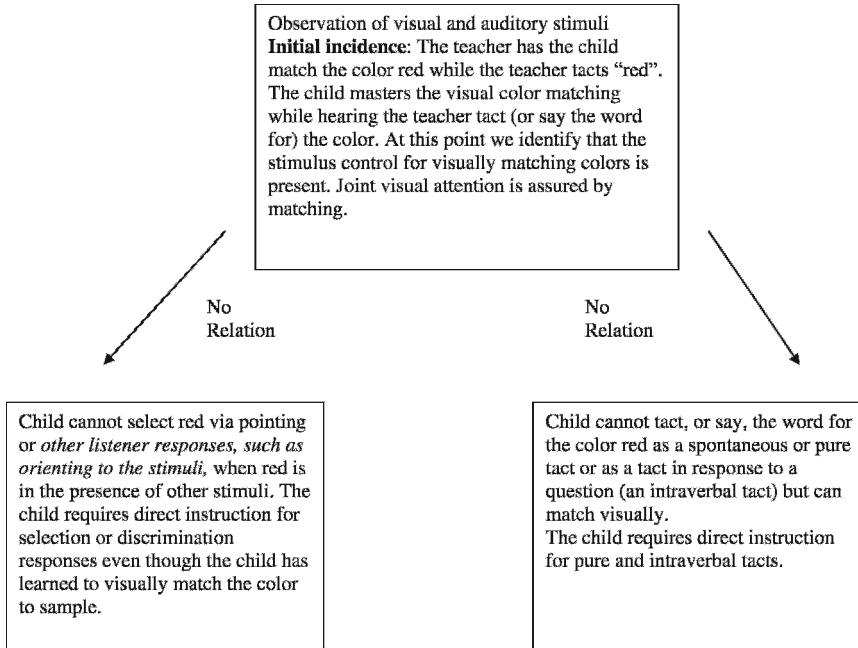 Observation of visual and auditory stimuli
Initial incidence: The teacher has the child
match the color red while the teacher tacts “red”.
The child masters the visual color matching
while hearing the teacher tact (or say the word
for) the color. At this point we identify that the
stimulus control for visually matching colors is
present. Joint visual attention is assured by
matching.
No
Relation
No
Relation
Child cannot select red via pointing
or other listener responses, such as
orienting to the stimuli, when red is
in the presence of other stimuli. The
child requires direct instruction for
selection or discrimination
responses even though the child has
learned to visually match the color
to sample.
Child cannot tact, or say, the word for
the color red as a spontaneous or pure
tact or as a tact in response to a
question (an intraverbal tact) but can
match visually.
The child requires direct instruction
for pure and intraverbal tacts.